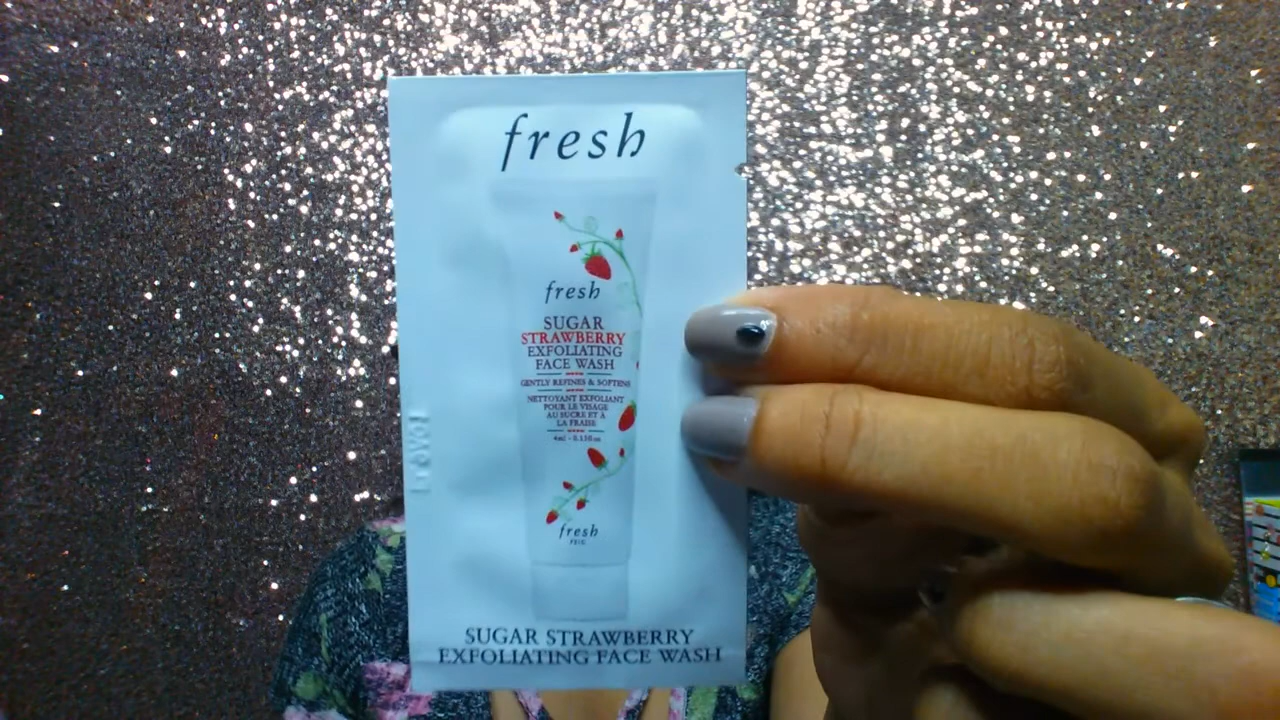 fresh
fresh
SUGAR
STRAWBERRY
EXFOLIATING
FACE WASH
GENTLY REFINES & SOFTENS
NETTOYANT EXFOLIANT
POUR LE VISAGE
AU SUCRE ET À
LA FRAISE
fresh
SUGAR STRAWBERRY
EXFOLIATING FACE WASH